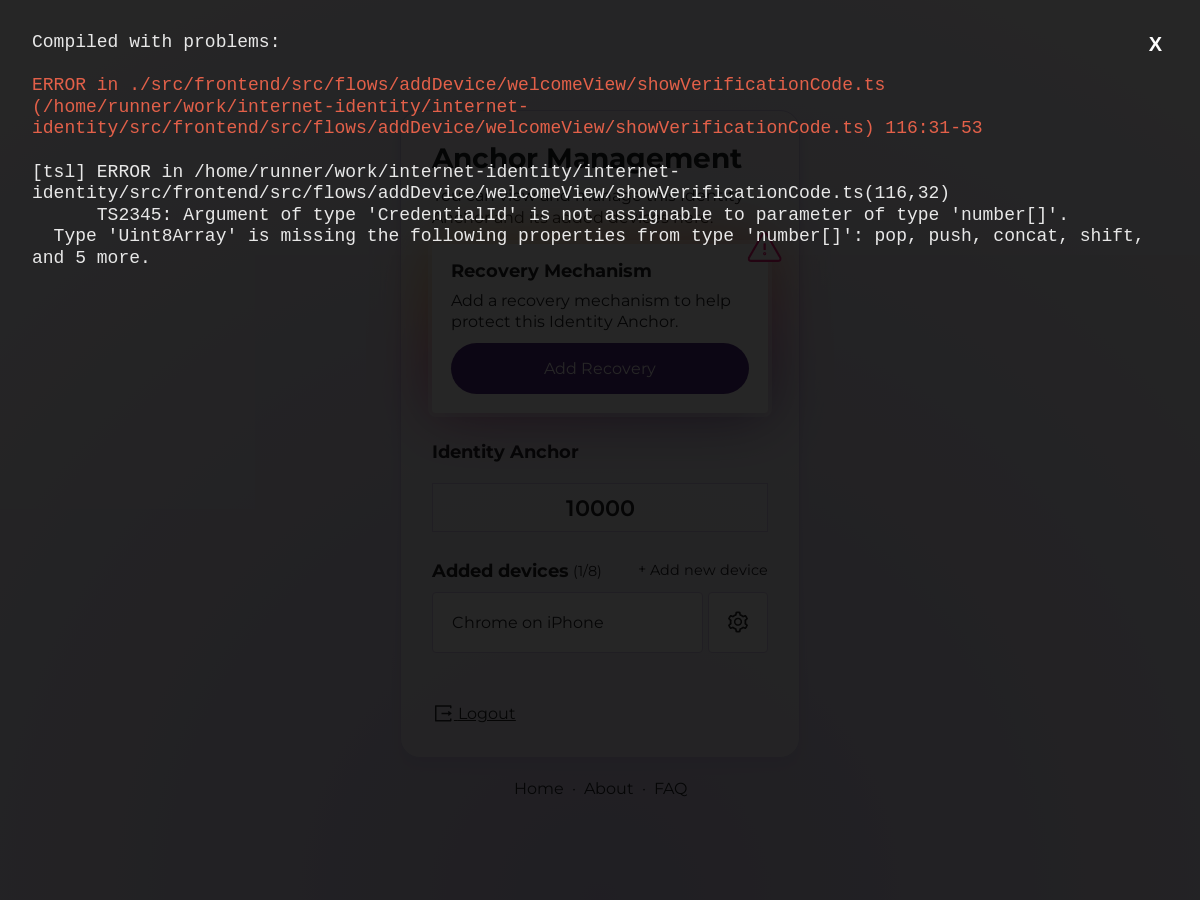 Compiled with problems:
X
ERROR in ./src/frontend/src/flows/addDevice/welcomeView/showVerificationCode.ts
(/home/runner/work/internet-identity/internet-
identity/src/frontend/src/flows/addDevice/welcomeView/showVerificationCode.ts) 116:31-53
[tsl] ERROR in /home/runner/work/internet-identity/internet-
identity/src/frontend/src/flows/addDevice/welcomeView/showVerificationCode.ts(116,32)
TS2345: Argument of type 'CredentialId' is not assignable to parameter of type 'number[]'.
Type 'Uint8Array' is missing the following properties from type 'number[]': pop, push, concat, shift,
and 5 more.
Anchor Management
Recovery Mechanism
Add a recovery mechanism to help
protect this Identity Anchor.
Add Recovery
Identity Anchor
10000
Added devices (1/8)
+ Add new device
Chrome on iPhone
Logout
Home · About · FAQ